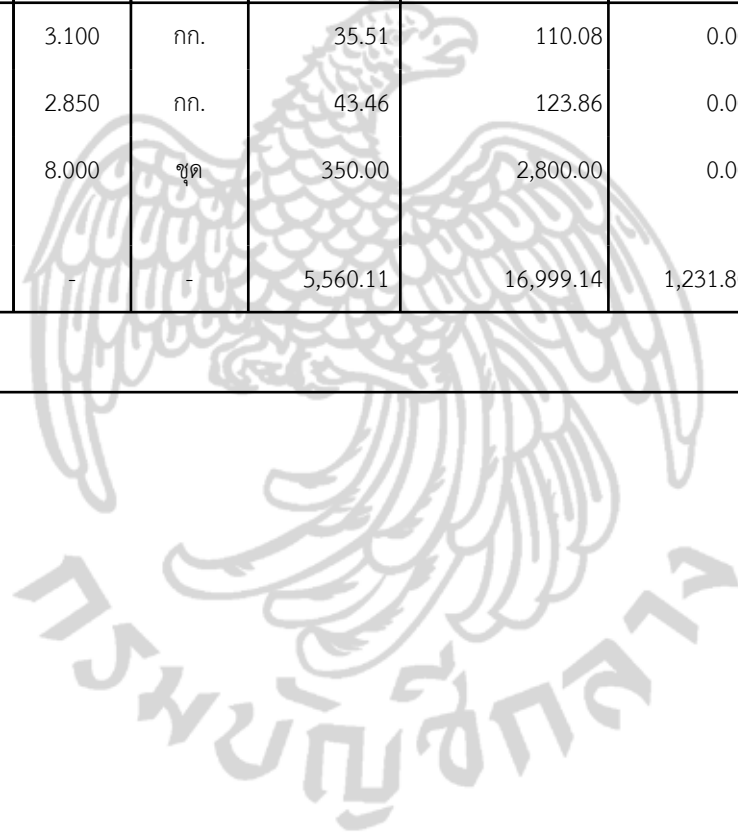 3.100 กก. 35.51 110.08 0.0
2.850 กก. 43.46 123.86 0.0
8.000 ชุด 350.00 2,800.00 0.0
- - 5,560.11 16,999.14 1,231.8
กรมบัญชีกลาง